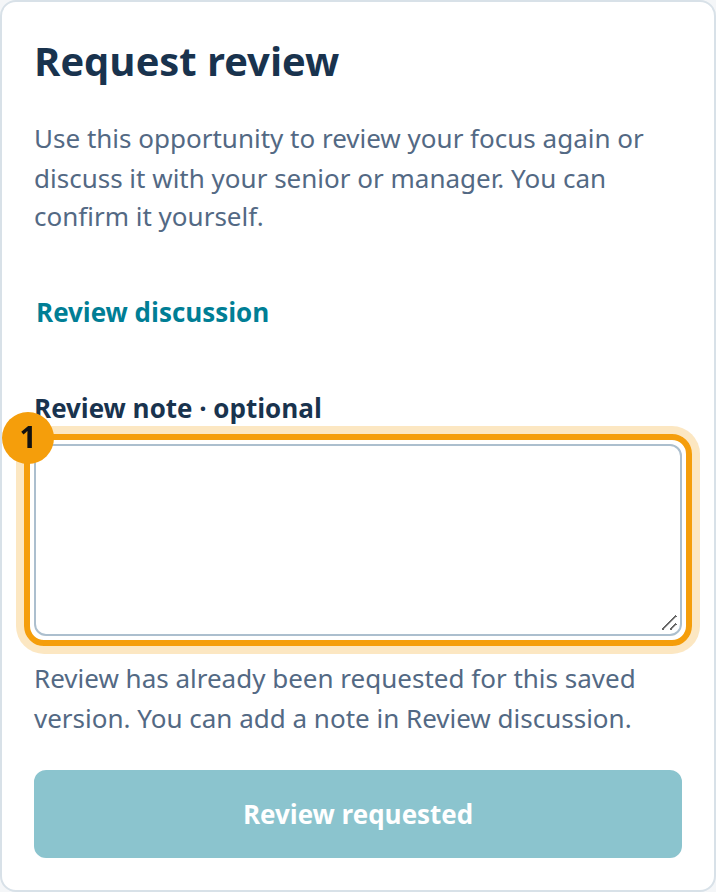 Request review
Use this opportunity to review your focus again or
discuss it with your senior or manager. You can
confirm it yourself.
Review discussion
Review note · optional
1
Review has already been requested for this saved
version. You can add a note in Review discussion.
Review requested